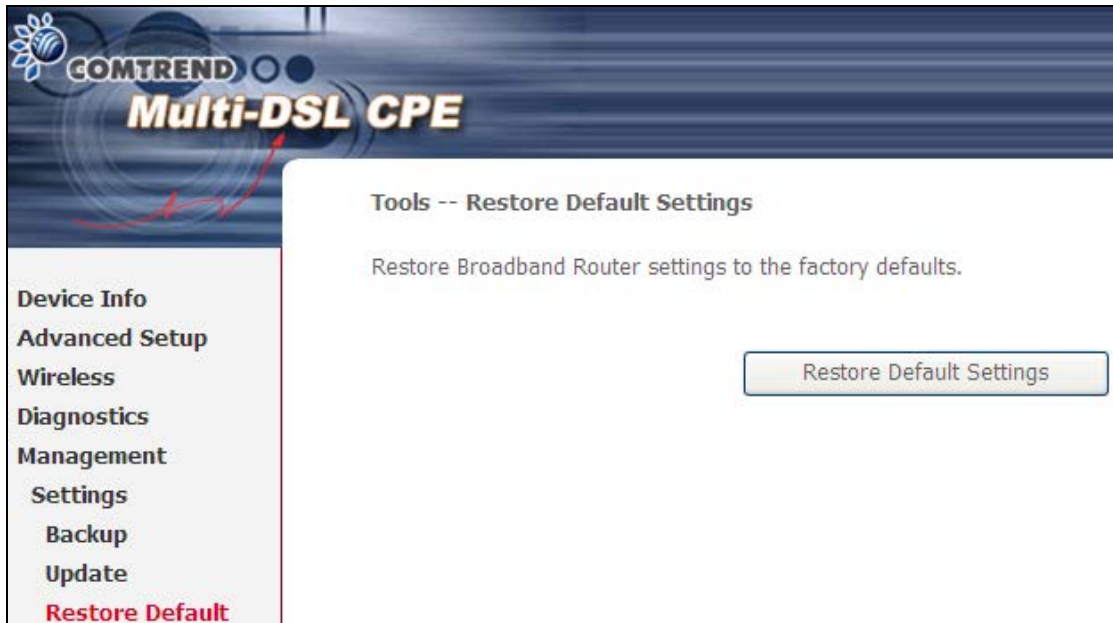 COMTREND
Multi-DSL CPE
Tools -- Restore Default Settings
Restore Broadband Router settings to the factory defaults.
Restore Default Settings
Device Info
Advanced Setup
Wireless
Diagnostics
Management
Settings
Backup
Update
Restore Default